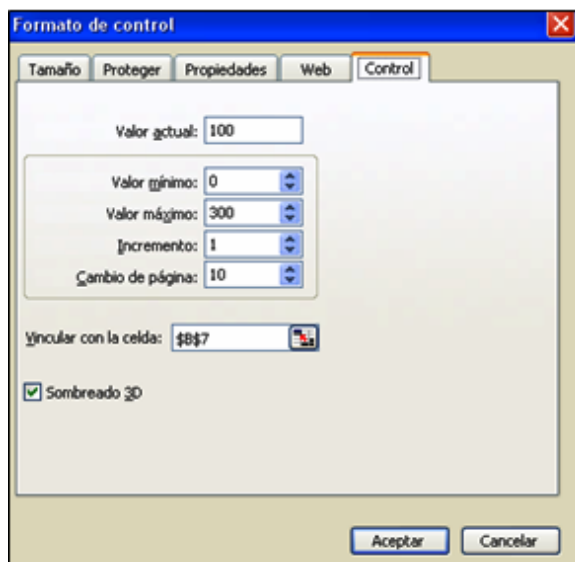 Formato de control
Tamaño Proteger Propiedades Web Control
Valor actual: 100
Valor mínimo: 0
Valor máximo: 300
Incremento: 1
Cambio de página: 10
Vincular con la celda: $B$7
Sombreado 3D
Aceptar Cancelar